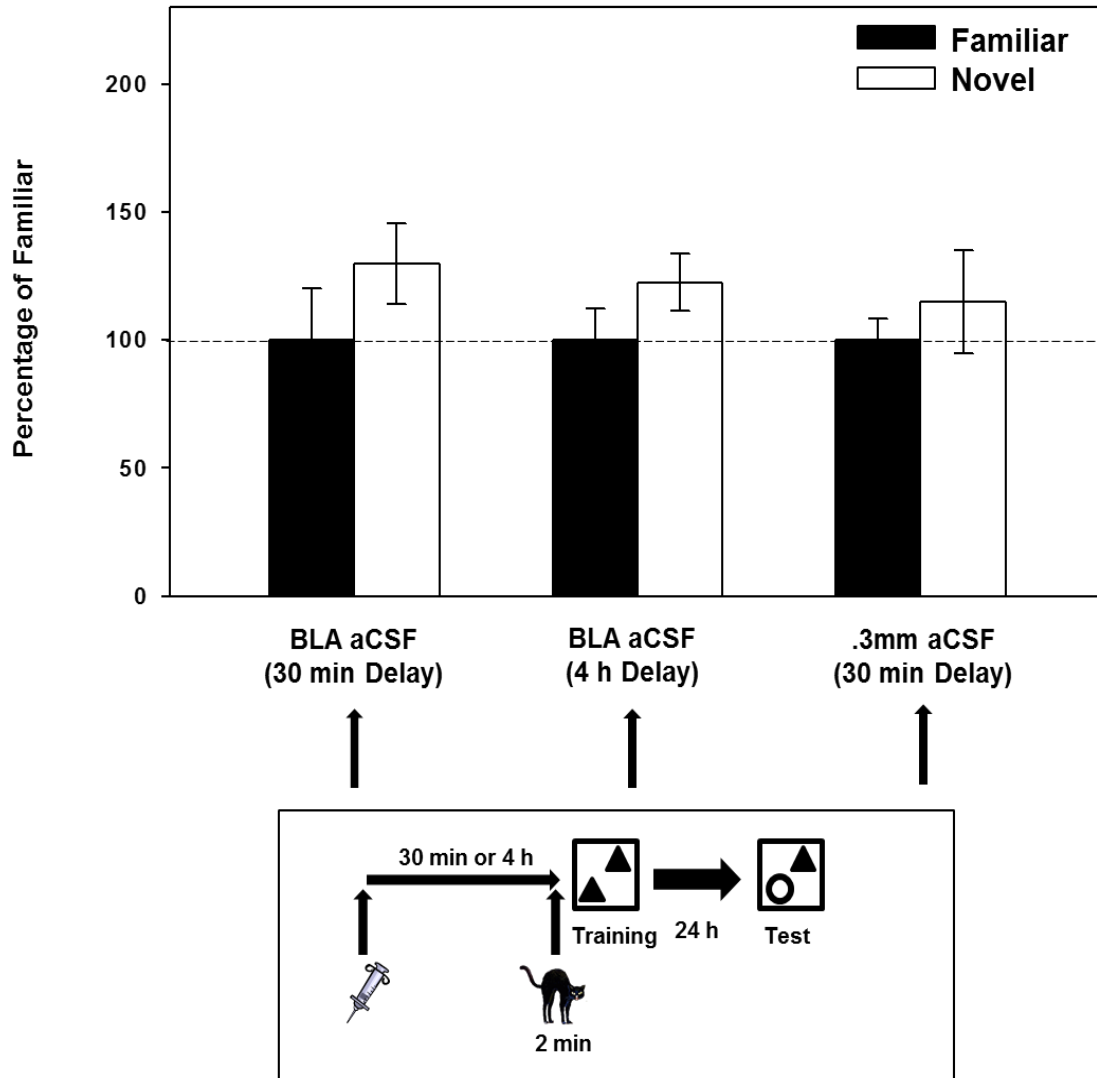 Familiar
Novel
Percentage of Familiar
200
150
100
50
0
BLA aCSF
(30 min Delay)
BLA aCSF
(4 h Delay)
.3mm aCSF
(30 min Delay)
30 min or 4 h
Training
24 h
Test
2 min